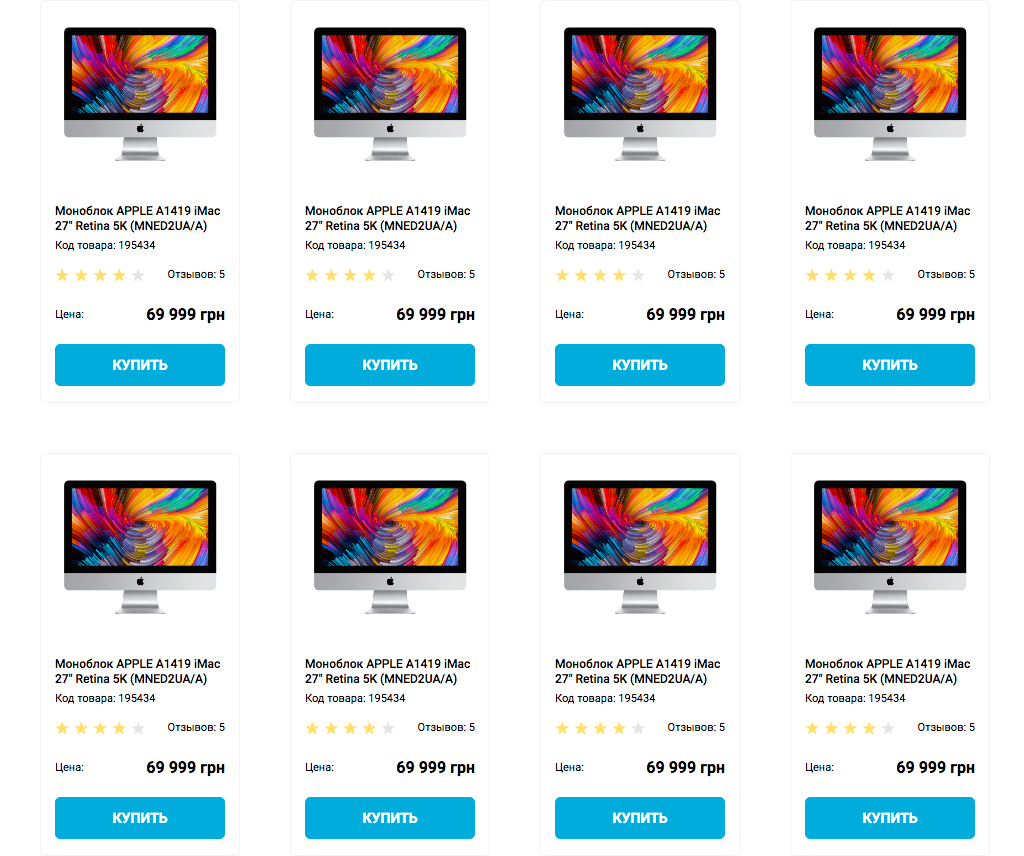 Моноблок APPLE A1419 iMac
27" Retina 5K (MNED2UA/A)
Код товара: 195434
Отзывов: 5
Цена: 69 999 грн
КУПИТЬ
Моноблок APPLE A1419 iMac
27" Retina 5K (MNED2UA/A)
Код товара: 195434
Отзывов: 5
Цена: 69 999 грн
КУПИТЬ
Моноблок APPLE A1419 iMac
27" Retina 5K (MNED2UA/A)
Код товара: 195434
Отзывов: 5
Цена: 69 999 грн
КУПИТЬ
Моноблок APPLE A1419 iMac
27" Retina 5K (MNED2UA/A)
Код товара: 195434
Отзывов: 5
Цена: 69 999 грн
КУПИТЬ
Моноблок APPLE A1419 iMac
27" Retina 5K (MNED2UA/A)
Код товара: 195434
Отзывов: 5
Цена: 69 999 грн
КУПИТЬ
Моноблок APPLE A1419 iMac
27" Retina 5K (MNED2UA/A)
Код товара: 195434
Отзывов: 5
Цена: 69 999 грн
КУПИТЬ
Моноблок APPLE A1419 iMac
27" Retina 5K (MNED2UA/A)
Код товара: 195434
Отзывов: 5
Цена: 69 999 грн
КУПИТЬ
Моноблок APPLE A1419 iMac
27" Retina 5K (MNED2UA/A)
Код товара: 195434
Отзывов: 5
Цена: 69 999 грн
КУПИТЬ